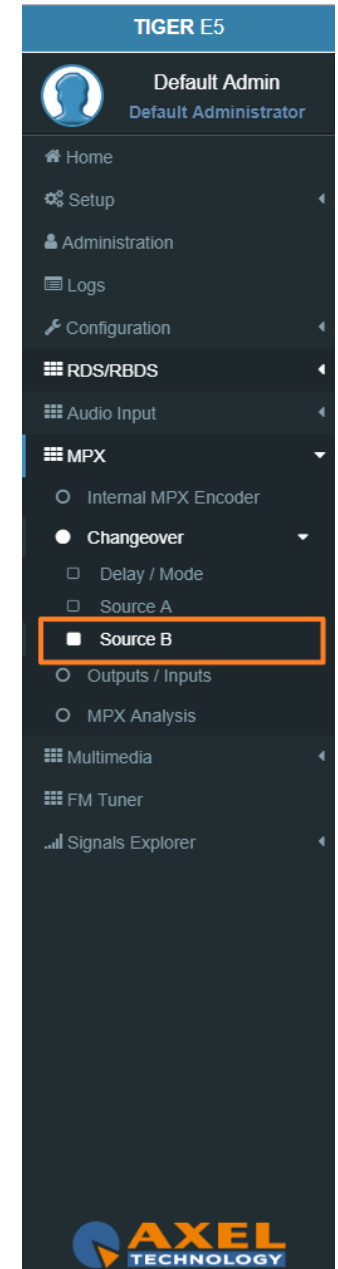 TIGER E5
Default Admin
Default Administrator
Home
Setup
Administration
Logs
Configuration
RDS/RBDS
Audio Input
MPX
Internal MPX Encoder
Changeover
Delay / Mode
Source A
Source B
Outputs / Inputs
MPX Analysis
Multimedia
FM Tuner
Signals Explorer
AXEL
TECHNOLOGY